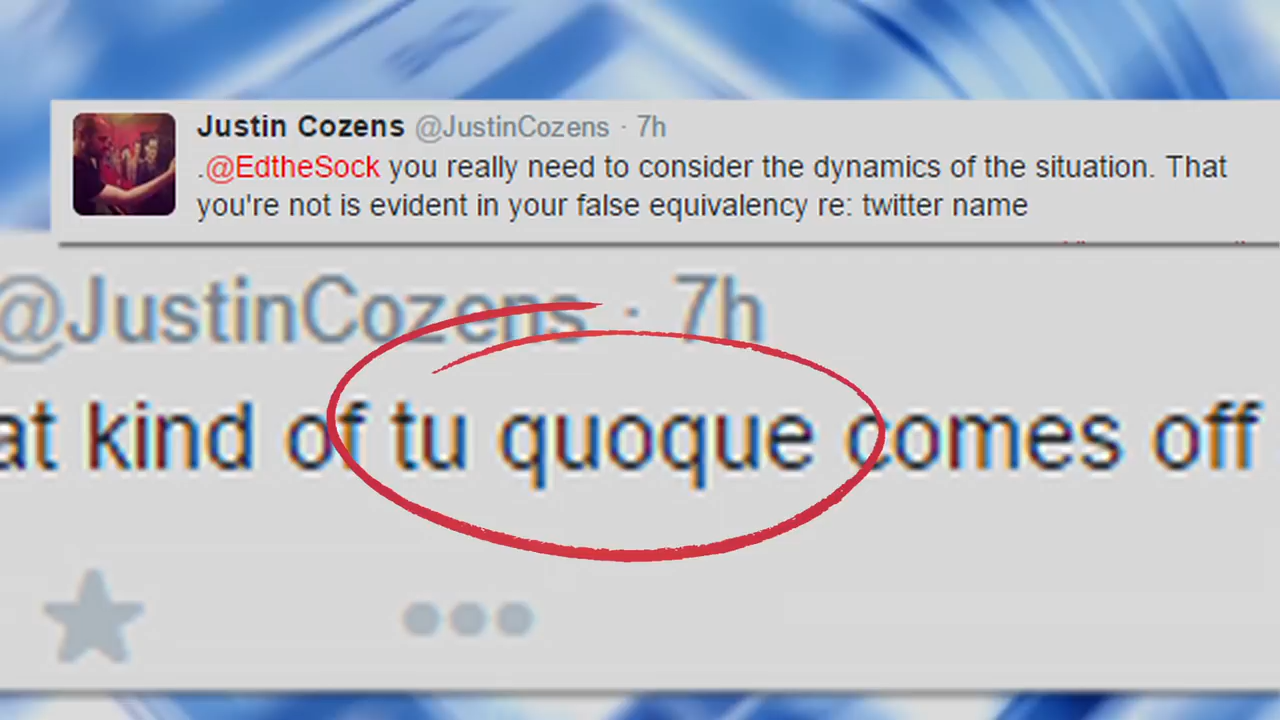 Justin Cozens @JustinCozens · 7h
.@EdtheSock you really need to consider the dynamics of the situation. That
you're not is evident in your false equivalency re: twitter name
@JustinCozens · 7h
at kind of tu quoque comes off